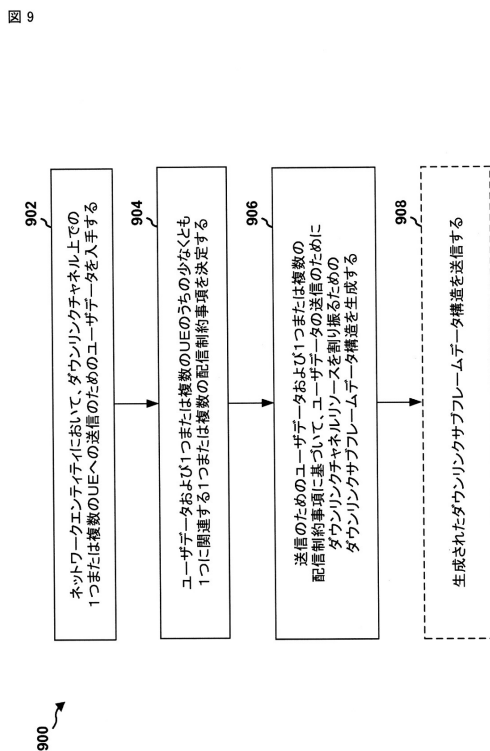 図 9
900
902
ネットワークエンティティにおいて、ダウンリンクチャネル上での
1つまたは複数のUEへの送信のためのユーザデータを入手する
904
ユーザデータおよび1つまたは複数のUEのうちの少なくとも
1つに関連する1つまたは複数の配信制約事項を決定する
906
送信のためのユーザデータおよび1つまたは複数の
配信制約事項に基づいて、ユーザデータの送信のために
ダウンリンクチャネルリソースを割り振るための
ダウンリンクサブフレームデータ構造を生成する
908
生成されたダウンリンクサブフレームデータ構造を送信する